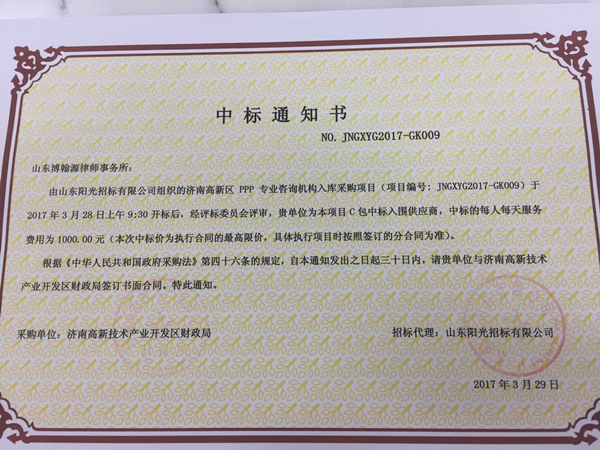 中标通知书
NO. JNGXYG2017-GK009
山东博翰源律师事务所：
由山东阳光招标有限公司组织的济南高新区 PPP 专业咨询机构入库采购项目（项目编号：JNGXYG2017-GK009）于
2017 年 3 月 28 日上午 9:30 开标后，经评标委员会评审，贵单位为本项目 C 包中标入围供应商，中标的每人每天服务
费用为 1000.00 元（本次中标价为执行合同的最高限价，具体执行项目时按照签订的分合同为准）。
根据《中华人民共和国政府采购法》第四十六条的规定，自本通知发出之日起三十日内，请贵单位与济南高新技术
产业开发区财政局签订书面合同。特此通知。
采购单位：济南高新技术产业开发区财政局
招标代理：山东阳光招标有限公司
2017 年 3 月 29 日